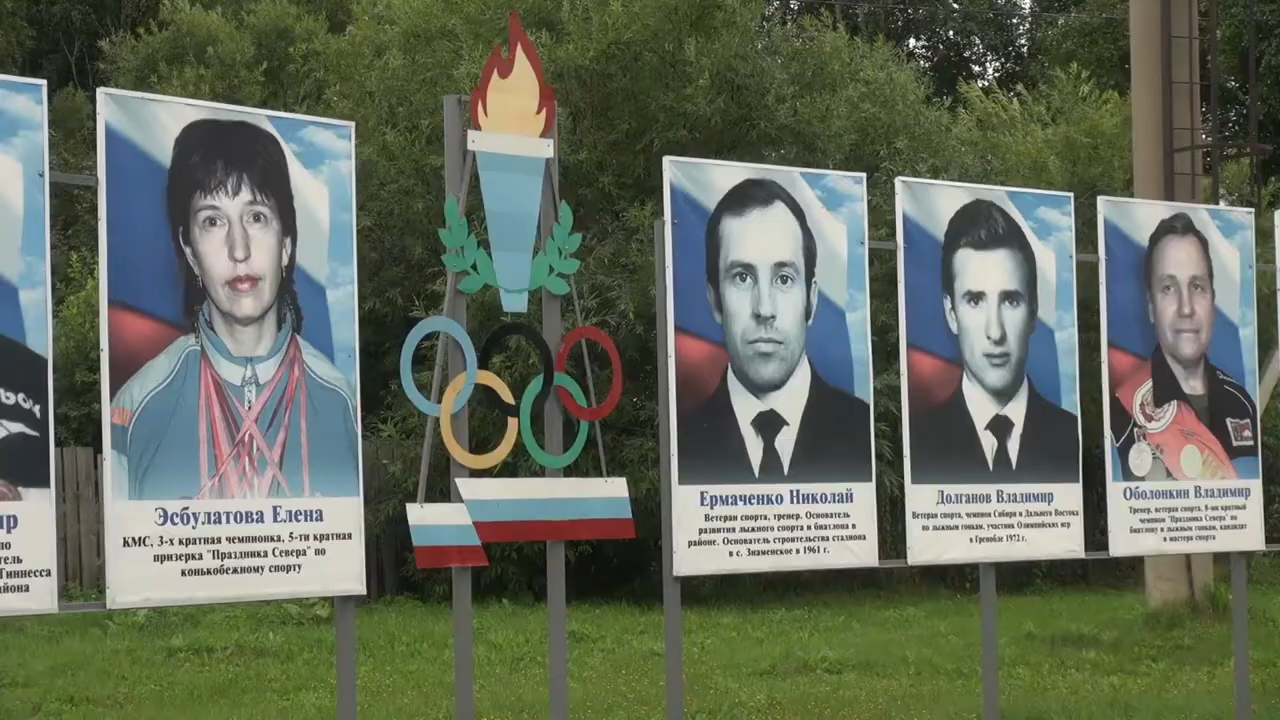 Эсбулатова Елена
КМС, 3-х кратная чемпионка, 5-ти кратная
призерка "Праздника Севера" по
конькобежному спорту
Ермаченко Николай
Ветеран спорта, тренер. Основатель
развития лыжного спорта и биатлона в
районе. Основатель строительства стадиона
в с. Знаменское в 1961 г.
Долганов Владимир
Ветеран спорта, чемпион Сибири и Дальнего Востока
по лыжным гонкам, участник Олимпийских игр
в Гренобле 1972 г.
Оболонкин Владимир
Тренер, ветеран спорта, 8-ми кратный
чемпион "Праздника Севера" по
биатлону и лыжным гонкам, кандидат
в мастера спорта
Гиннесса